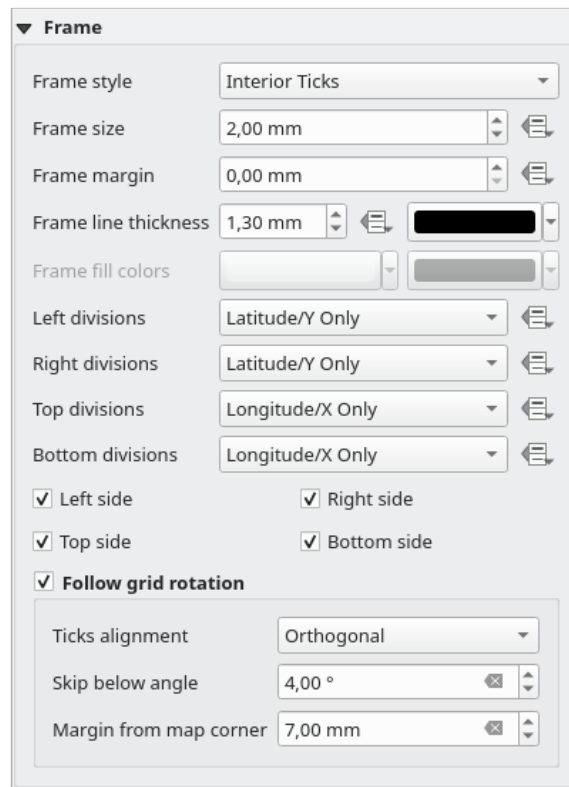 Frame
Frame style Interior Ticks
Frame size 2,00 mm
Frame margin 0,00 mm
Frame line thickness 1,30 mm
Frame fill colors
Left divisions Latitude/Y Only
Right divisions Latitude/Y Only
Top divisions Longitude/X Only
Bottom divisions Longitude/X Only
Left side Right side
Top side Bottom side
Follow grid rotation
Ticks alignment Orthogonal
Skip below angle 4,00 °
Margin from map corner 7,00 mm